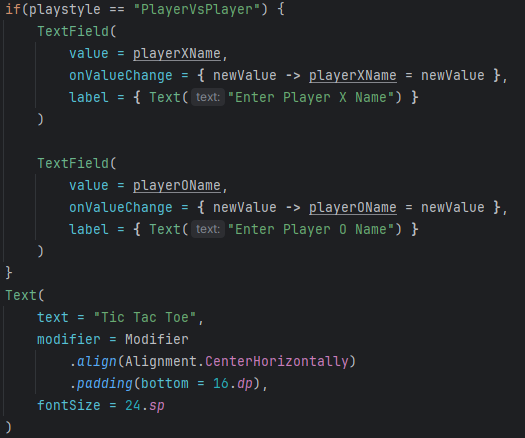 if(playstyle == "PlayerVsPlayer") {
    TextField(
        value = playerXName,
        onValueChange = { newValue -> playerXName = newValue },
        label = { Text( text: "Enter Player X Name") }
    )

    TextField(
        value = playerOName,
        onValueChange = { newValue -> playerOName = newValue },
        label = { Text( text: "Enter Player O Name") }
    )
}
Text(
    text = "Tic Tac Toe",
    modifier = Modifier
        .align(Alignment.CenterHorizontally)
        .padding(bottom = 16.dp),
    fontSize = 24.sp
)